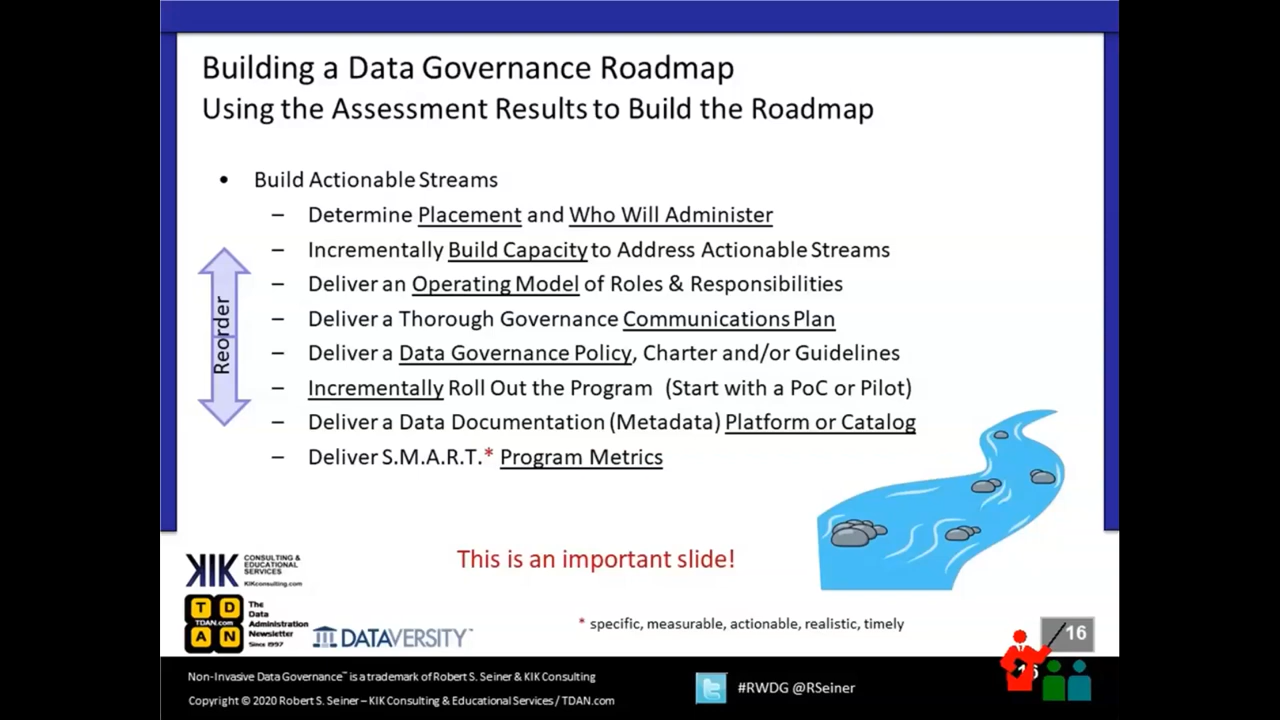 Building a Data Governance Roadmap
Using the Assessment Results to Build the Roadmap
• Build Actionable Streams
– Determine Placement and Who Will Administer
– Incrementally Build Capacity to Address Actionable Streams
– Deliver an Operating Model of Roles & Responsibilities
– Deliver a Thorough Governance Communications Plan
– Deliver a Data Governance Policy, Charter and/or Guidelines
– Incrementally Roll Out the Program (Start with a PoC or Pilot)
– Deliver a Data Documentation (Metadata) Platform or Catalog
– Deliver S.M.A.R.T.* Program Metrics
Reorder
This is an important slide!
KIK
CONSULTING &
EDUCATIONAL
SERVICES
KIKconsulting.com
T D
TDAN.com
A N
The
Data
Administration
Newsletter
Since 1997
DATAVERSITY
* specific, measurable, actionable, realistic, timely
16
Non-Invasive Data Governance™ is a trademark of Robert S. Seiner & KIK Consulting
Copyright © 2020 Robert S. Seiner – KIK Consulting & Educational Services / TDAN.com
#RWDG @RSeiner